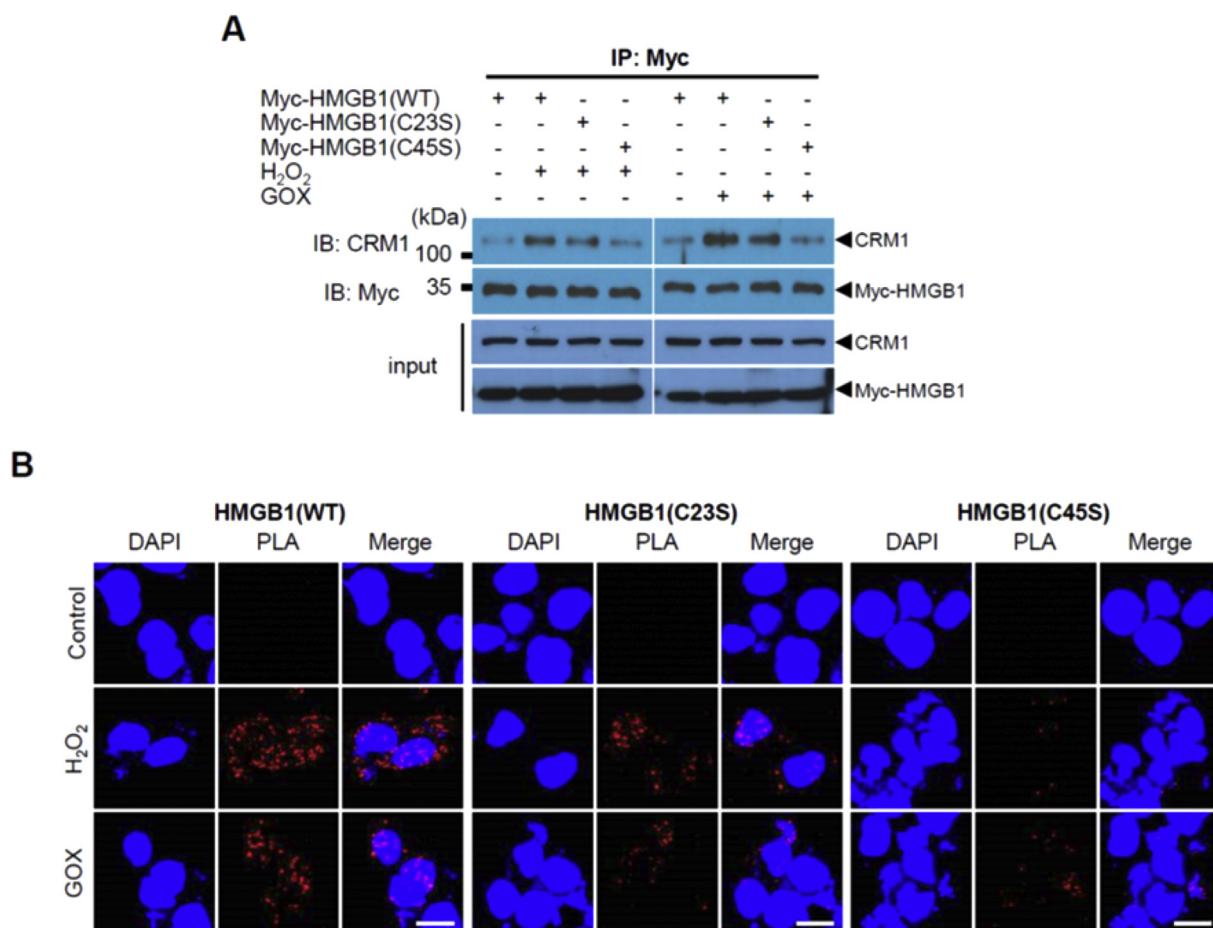 A
IP: Myc
Myc-HMGB1(WT) + + - - + + - -
Myc-HMGB1(C23S) - - + - - - + -
Myc-HMGB1(C45S) - - - + - - - +
H2O2 - + + + - - - -
GOX - - - - - + + +
(kDa)
IB: CRM1 100 CRM1
IB: Myc 35 Myc-HMGB1
input
CRM1
Myc-HMGB1
B
HMGB1(WT) HMGB1(C23S) HMGB1(C45S)
DAPI PLA Merge DAPI PLA Merge DAPI PLA Merge
Control
H2O2
GOX